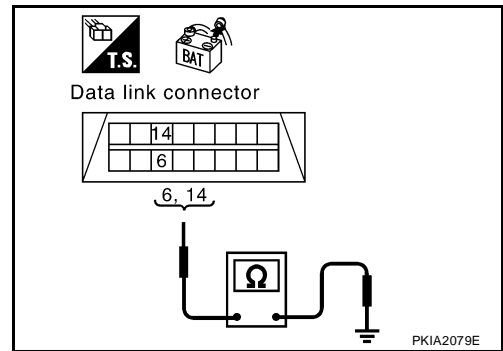 T.S.
BAT
Data link connector
14
6
6, 14
Ω
PKIA2079E